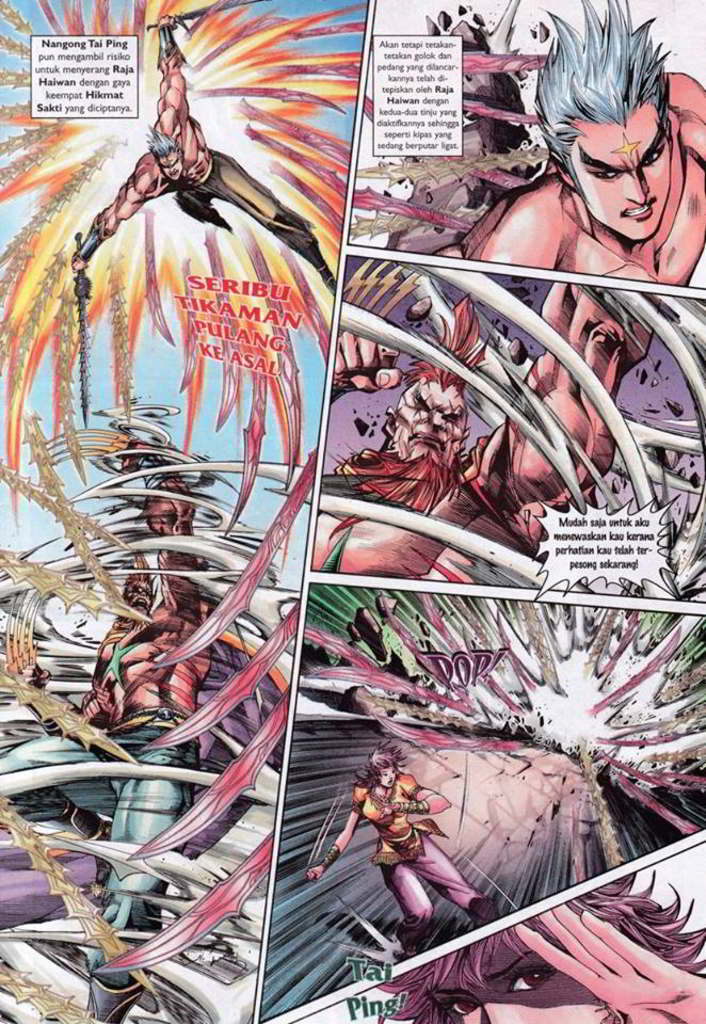 Nangong Tai Ping
pun mengambil risiko
untuk menyerang Raja
Haiwan dengan gaya
keempat Hikmat
Sakti yang diciptanya.
SERIBU
TIKAMAN
PULANG
KE ASAL
Akan tetapi tetakan-
tetakan golok dan
pedang yang dilancar-
kannya telah di-
tepiskan oleh Raja
Haiwan dengan
kedua-dua tinju yang
diaktifkannya sehingga
seperti kipas yang
sedang berputar ligat.
Mudah saja untuk aku
menewaskan kau kerana
perhatian kau telah ter-
pesong sekarang!
POP!
Tai
Ping!